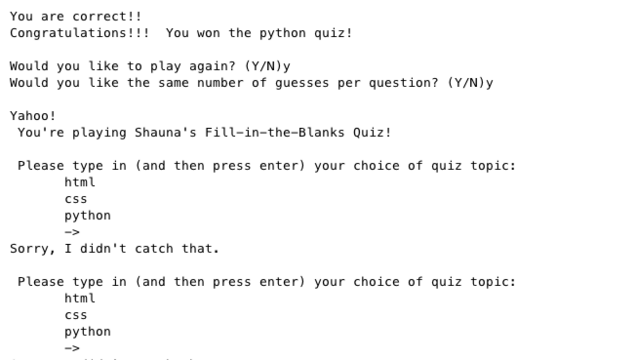 You are correct!!
Congratulations!!!  You won the python quiz!
Would you like to play again? (Y/N)y
Would you like the same number of guesses per question? (Y/N)y
Yahoo!
You're playing Shauna's Fill-in-the-Blanks Quiz!
Please type in (and then press enter) your choice of quiz topic:
html
css
python
->
Sorry, I didn't catch that.
Please type in (and then press enter) your choice of quiz topic:
html
css
python
->